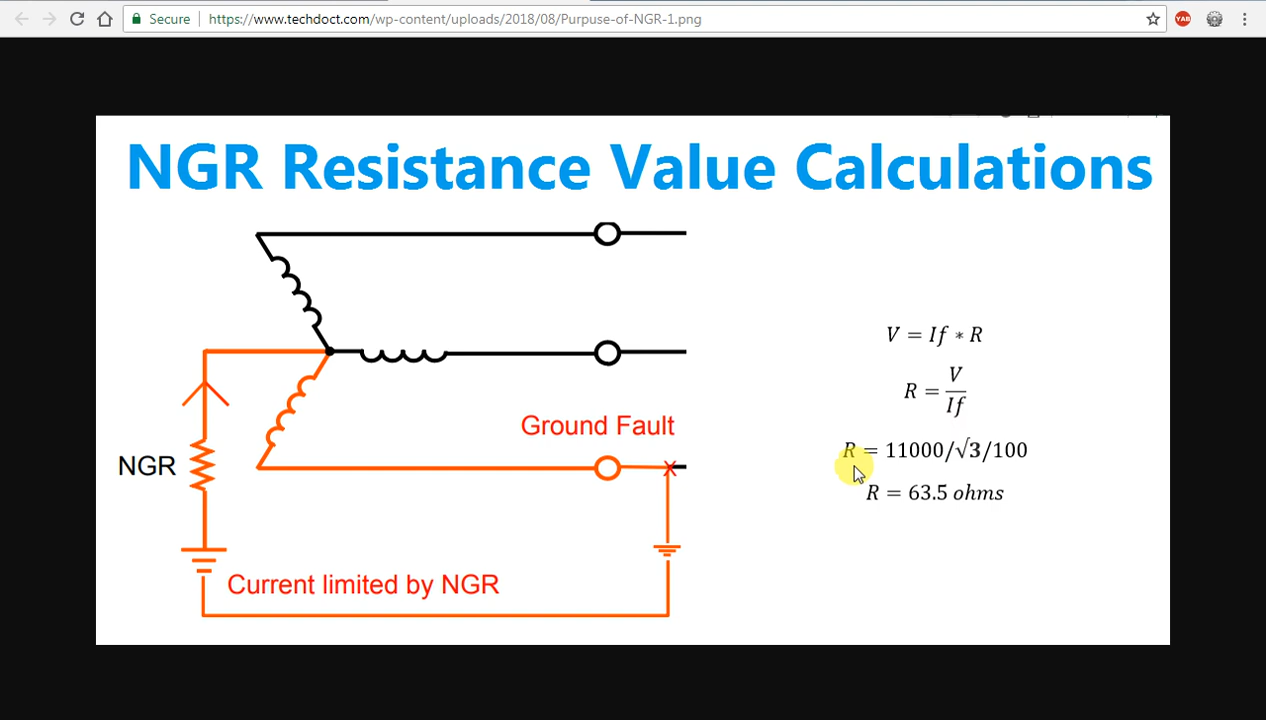 Secure
https://www.techdoct.com/wp-content/uploads/2018/08/Purpuse-of-NGR-1.png
YAB
NGR Resistance Value Calculations
V = If * R
R = V/If
Ground Fault
R = 11000/√3/100
NGR
R = 63.5 ohms
Current limited by NGR